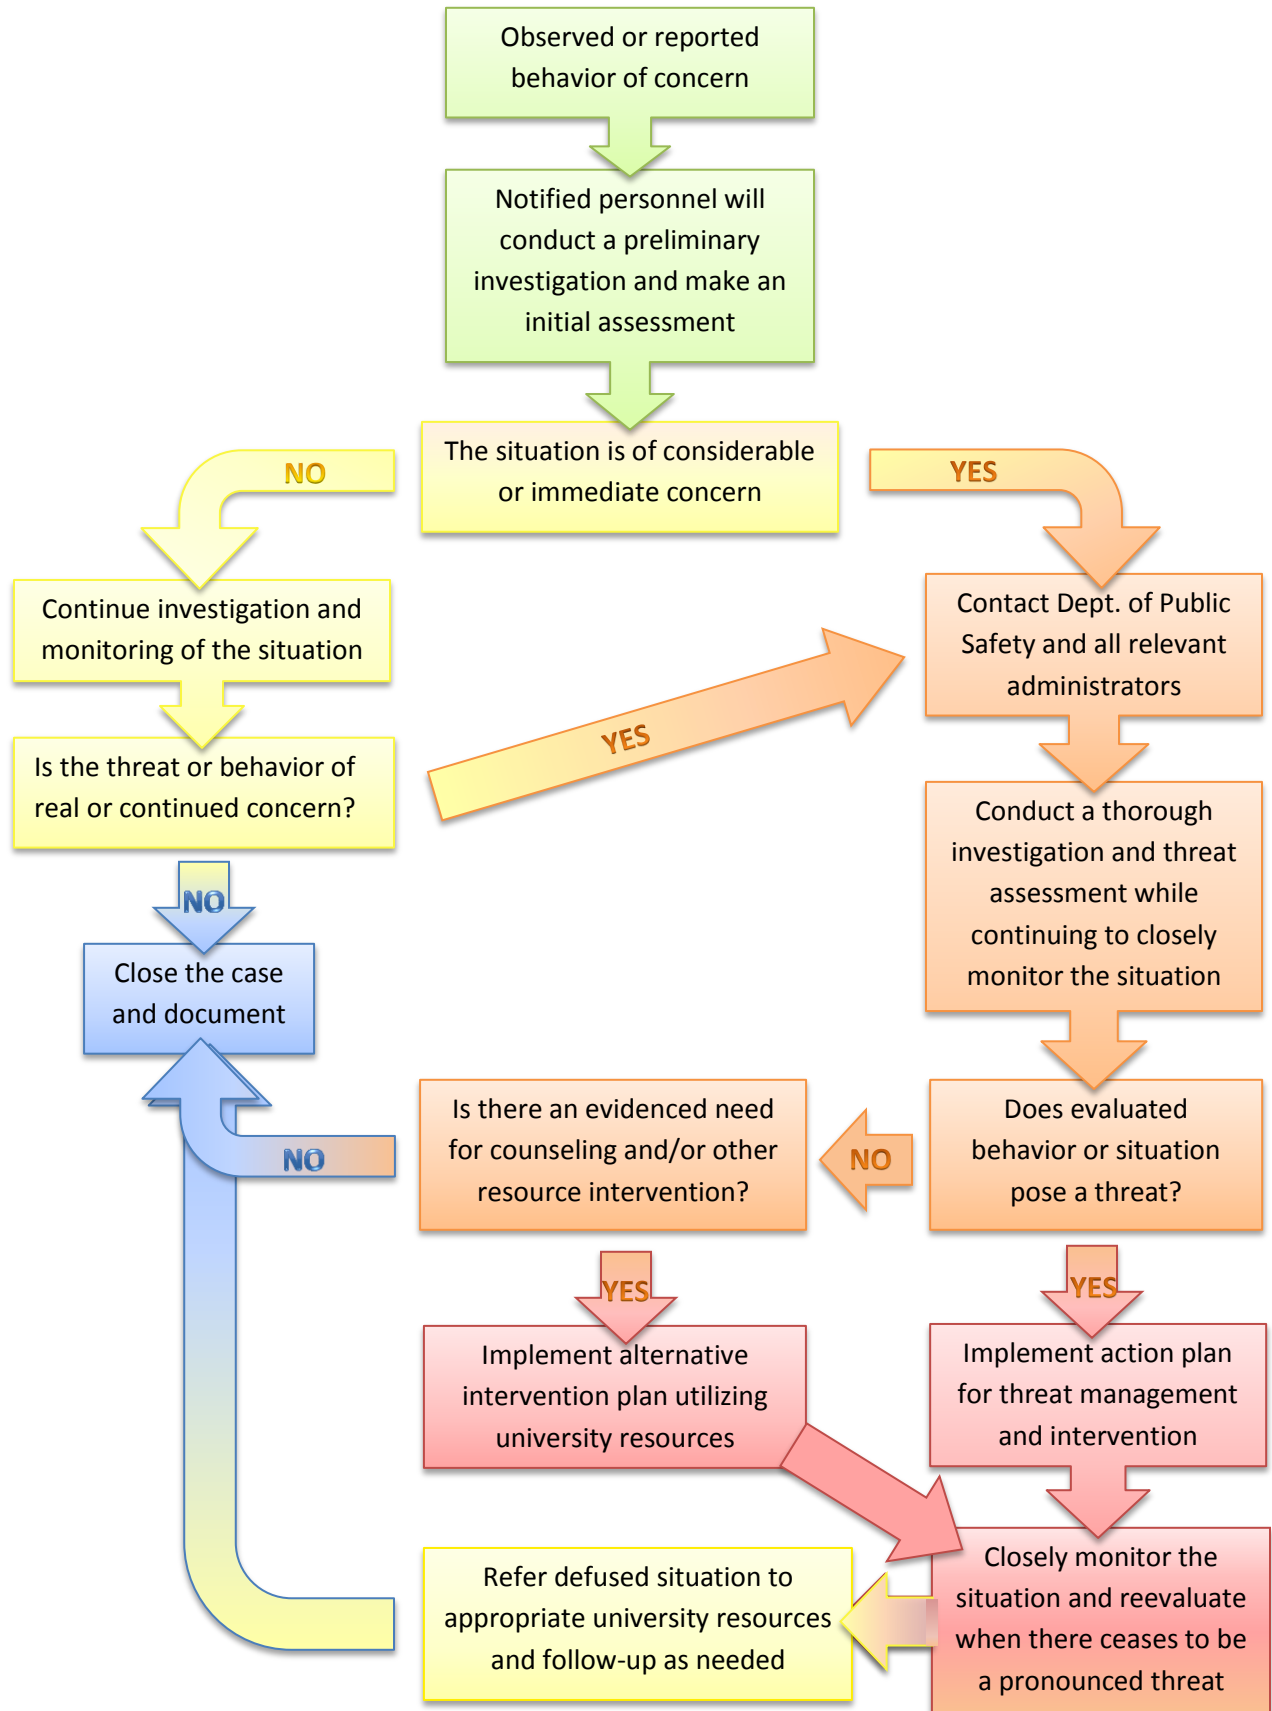 Observed or reported
behavior of concern
Notified personnel will
conduct a preliminary
investigation and make an
initial assessment
The situation is of considerable
or immediate concern
NO
YES
Continue investigation and
monitoring of the situation
Contact Dept. of Public
Safety and all relevant
administrators
YES
Is the threat or behavior of
real or continued concern?
Conduct a thorough
investigation and threat
assessment while
continuing to closely
monitor the situation
NO
Close the case
and document
Does evaluated
behavior or situation
pose a threat?
NO
Is there an evidenced need
for counseling and/or other
resource intervention?
NO
YES
YES
Implement alternative
intervention plan utilizing
university resources
Implement action plan
for threat management
and intervention
Closely monitor the
situation and reevaluate
when there ceases to be
a pronounced threat
Refer defused situation to
appropriate university resources
and follow-up as needed